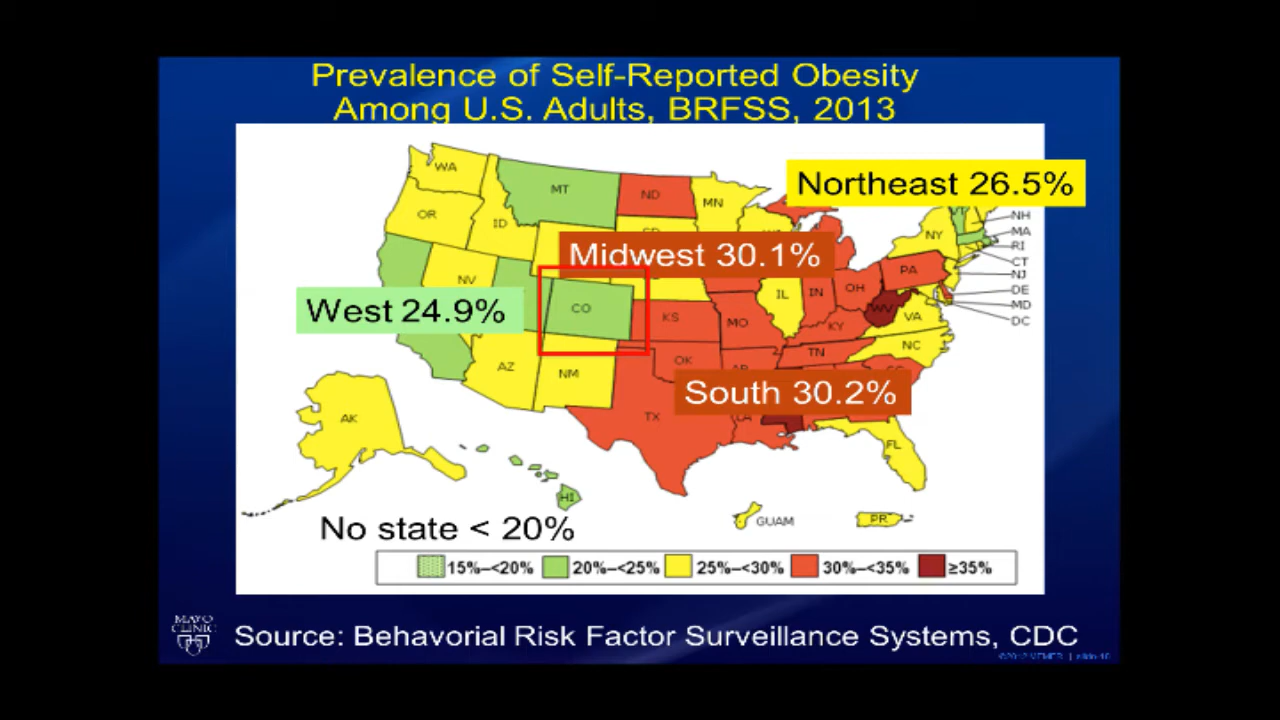 Prevalence of Self-Reported Obesity
Among U.S. Adults, BRFSS, 2013
Northeast 26.5%
WA
MT
ND
MN
OR
ID
NY
NH
MA
RI
CT
NJ
DE
MD
DC
Midwest 30.1%
NV
PA
IL
IN
OH
WV
VA
West 24.9%
CO
KS
MO
KY
NC
TN
AZ
NM
OK
South 30.2%
AK
TX
LA
FL
HI
GUAM
PR
No state < 20%
15%–<20% 20%–<25% 25%–<30% 30%–<35% ≥35%
MAYO
CLINIC
Source: Behavorial Risk Factor Surveillance Systems, CDC